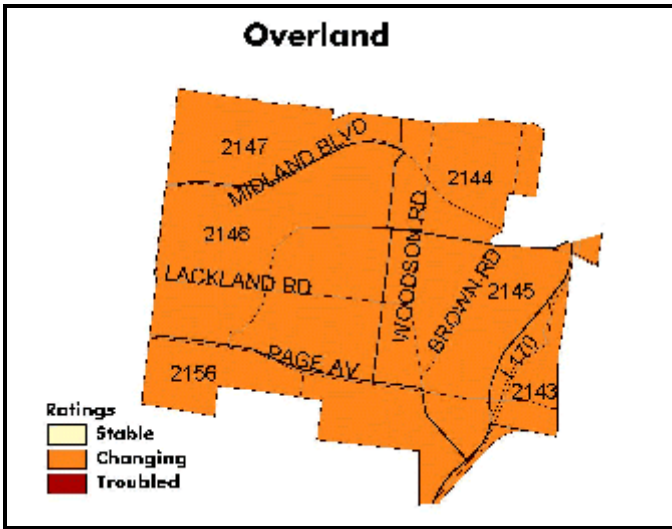 Overland
2147
MIDLAND BLVD
2144
2146
WOODSON RD
LACKLAND RD
BROWN RD
2145
I-170
PAGE AV
2156
2143
Ratings
Stable
Changing
Troubled